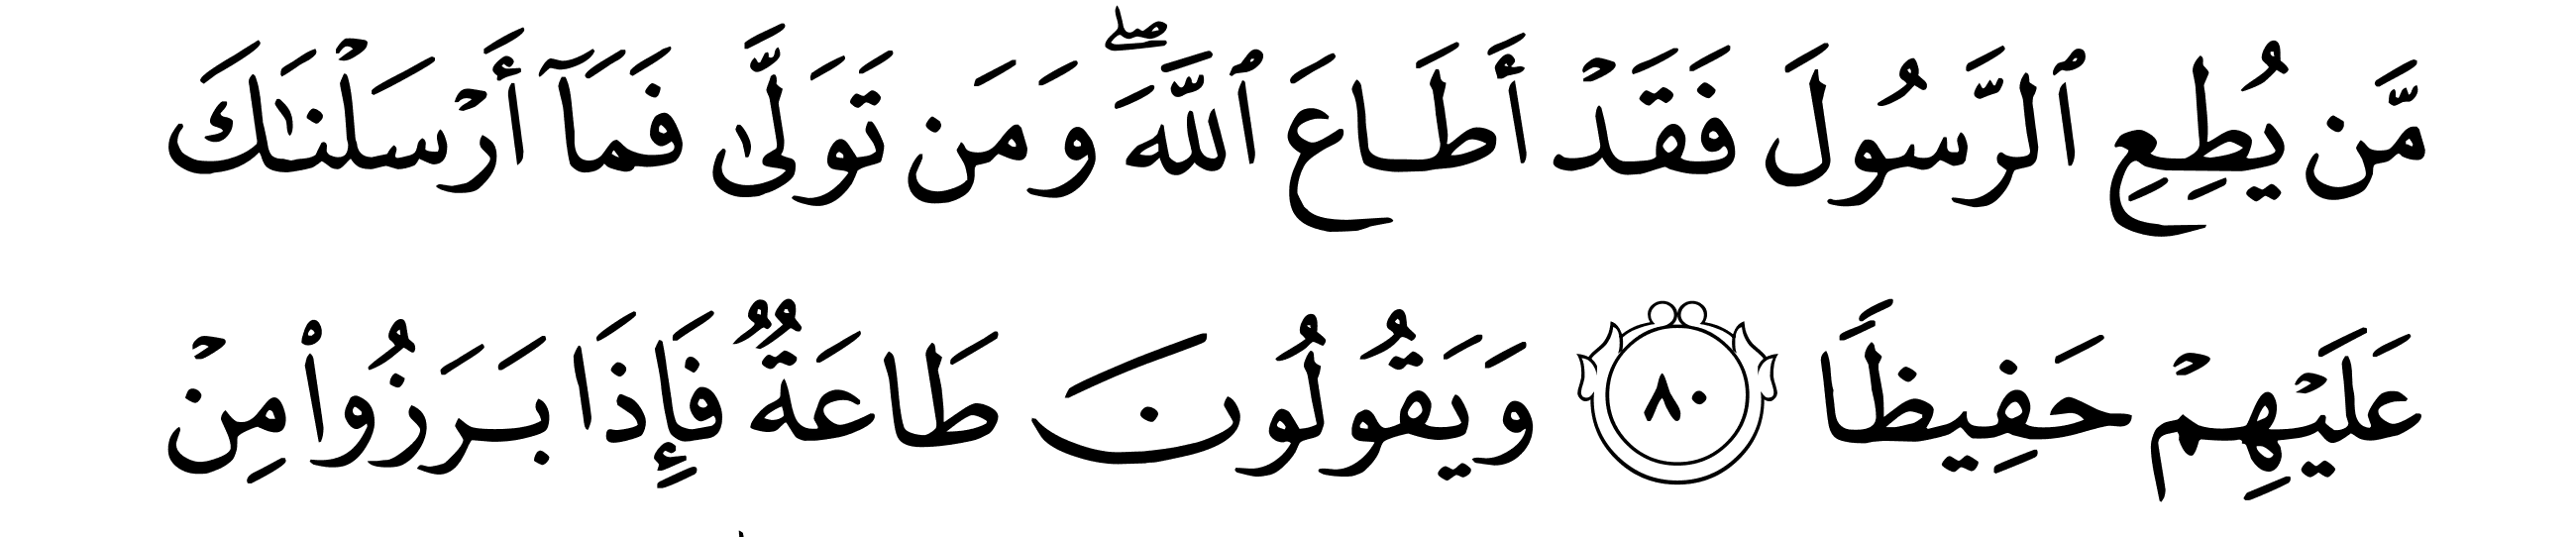 مَّن يُطِعِ ٱلرَّسُولَ فَقَدۡ أَطَاعَ ٱللَّهَۖ وَمَن تَوَلَّىٰ فَمَآ أَرۡسَلۡنَٰكَ
عَلَيۡهِمۡ حَفِيظٗا ٨٠ وَيَقُولُونَ طَاعَةٞ فَإِذَا بَرَزُواْ مِنۡ